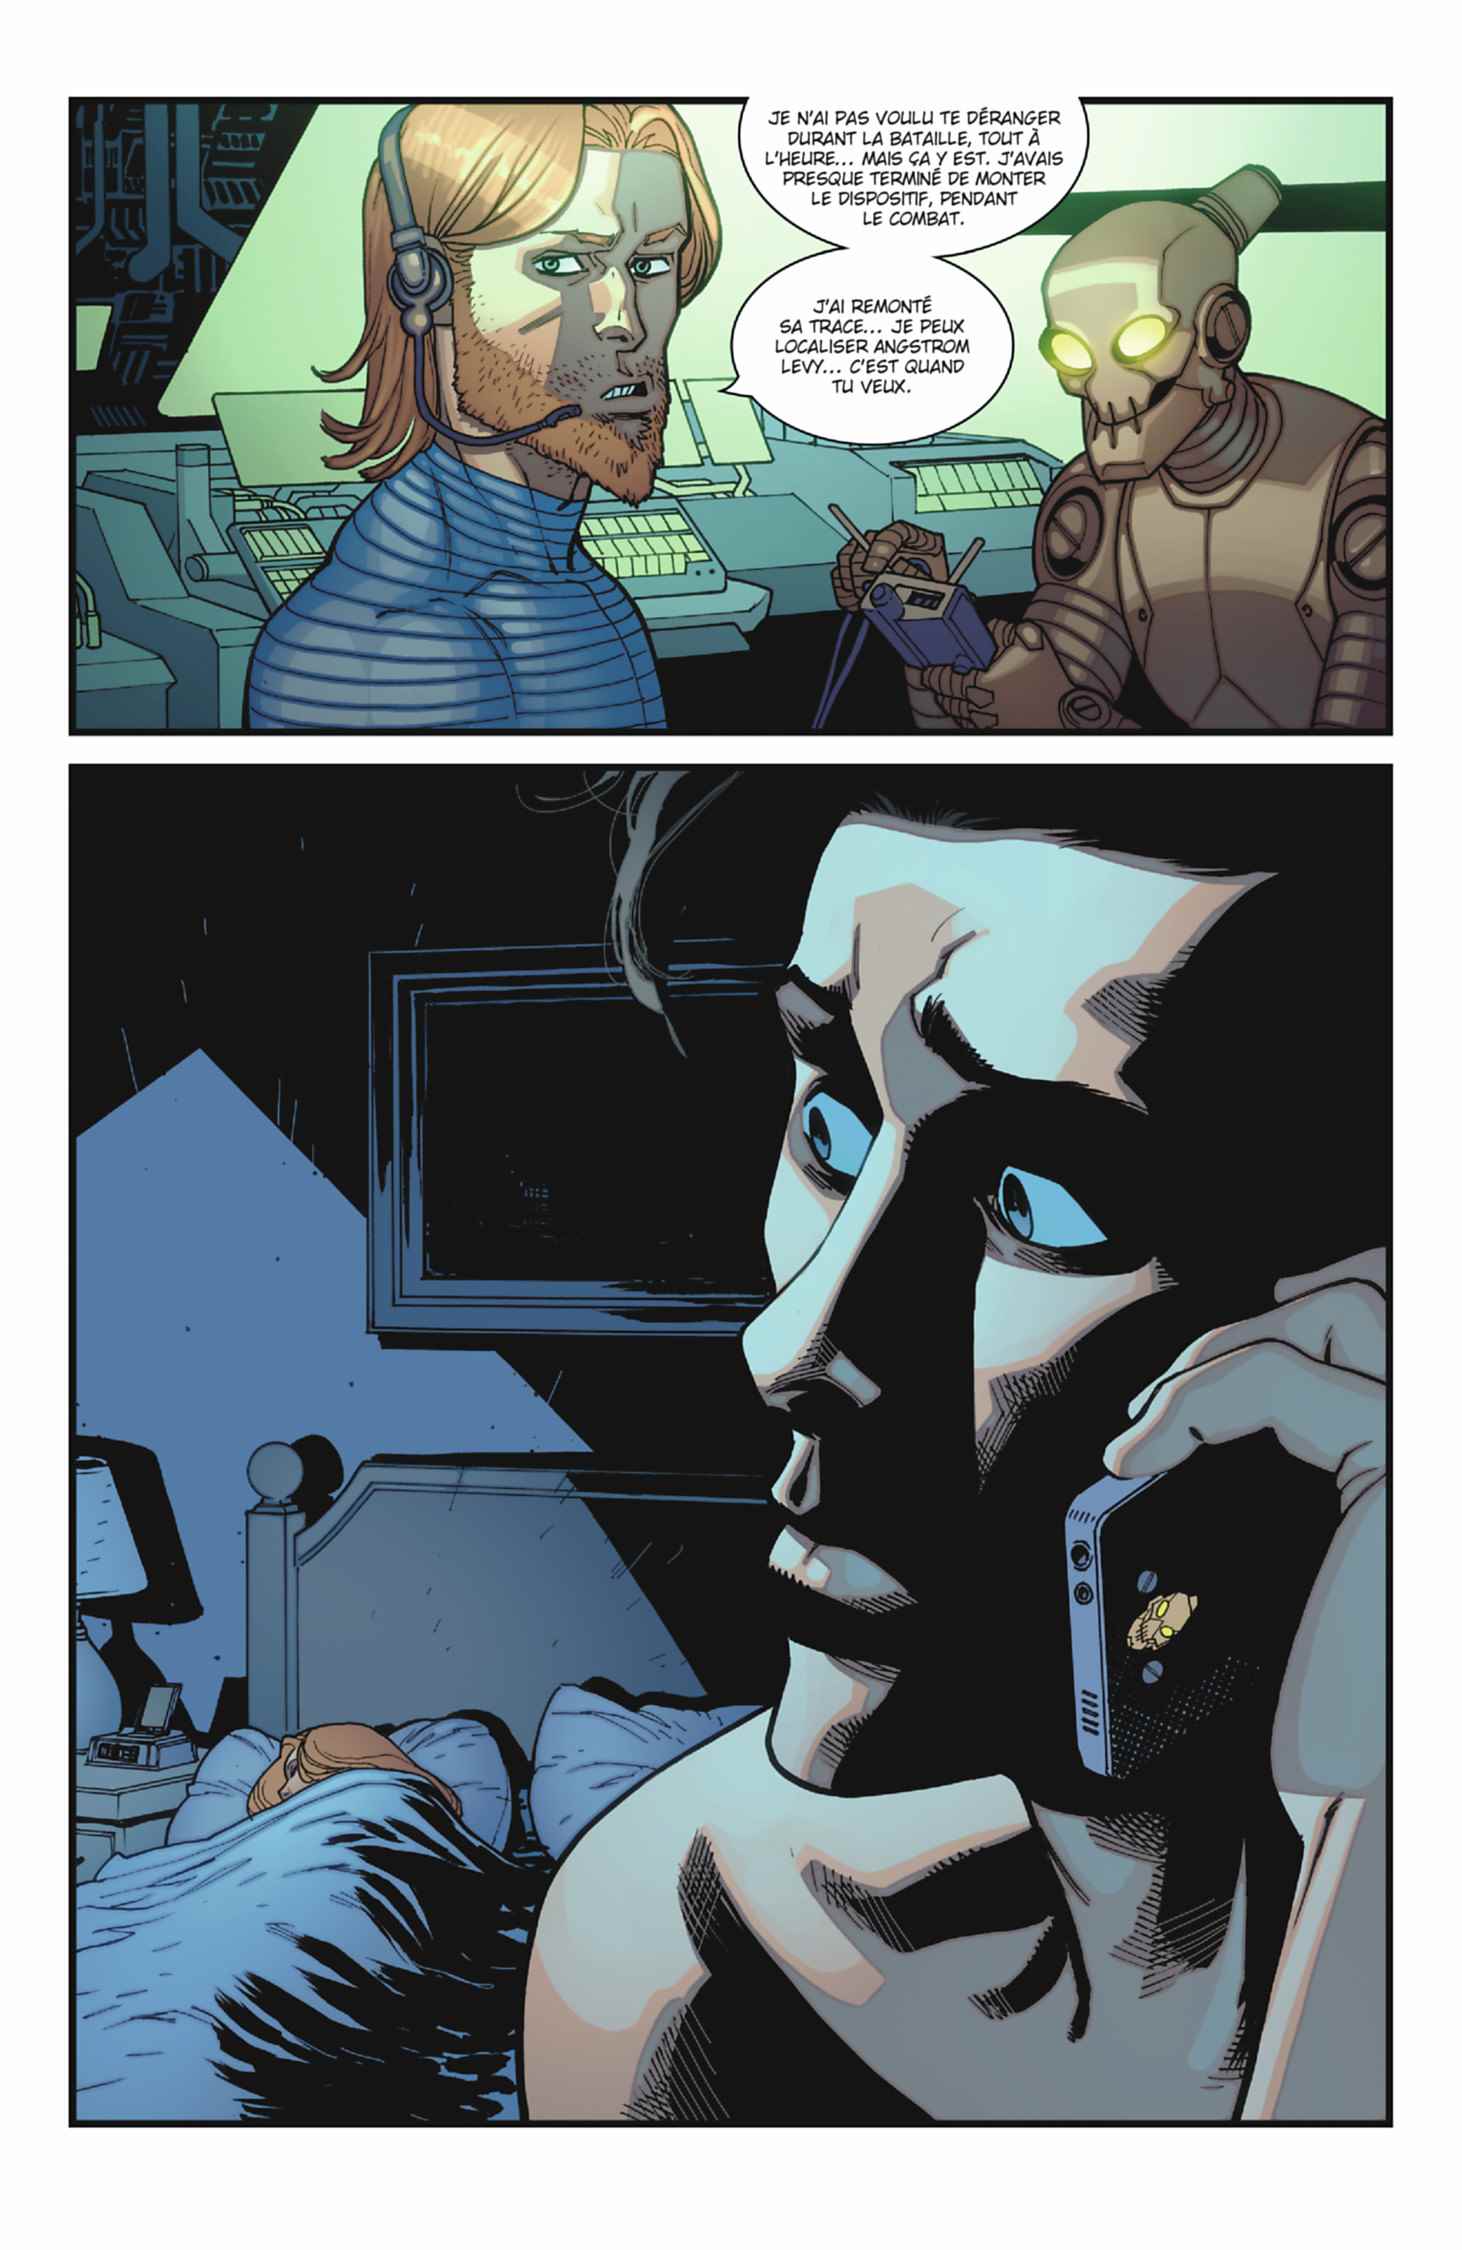 JE N'AI PAS VOULU TE DÉRANGER
DURANT LA BATAILLE, TOUT À
L'HEURE... MAIS ÇA Y EST. J'AVAIS
PRESQUE TERMINÉ DE MONTER
LE DISPOSITIF, PENDANT
LE COMBAT.
J'AI REMONTÉ
SA TRACE... JE PEUX
LOCALISER ANGSTROM
LEVY... C'EST QUAND
TU VEUX.